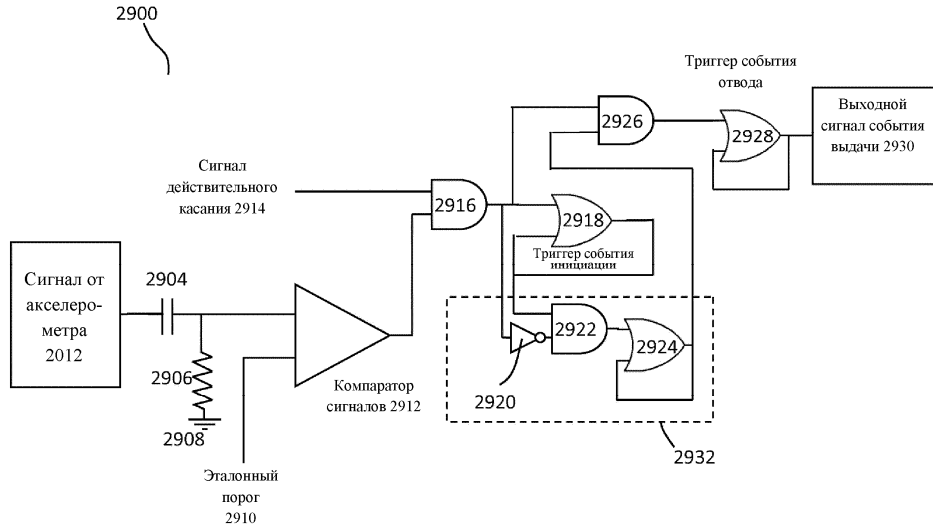 2900
Триггер события
отвода
2926
2928
Выходной
сигнал события
выдачи 2930
Сигнал
действительного
касания 2914
2916
2918
Триггер события
инициации
Сигнал от
акселеро-
метра
2012
2904
2922
2924
2906
2920
Компаратор
сигналов 2912
2908
2932
Эталонный
порог
2910